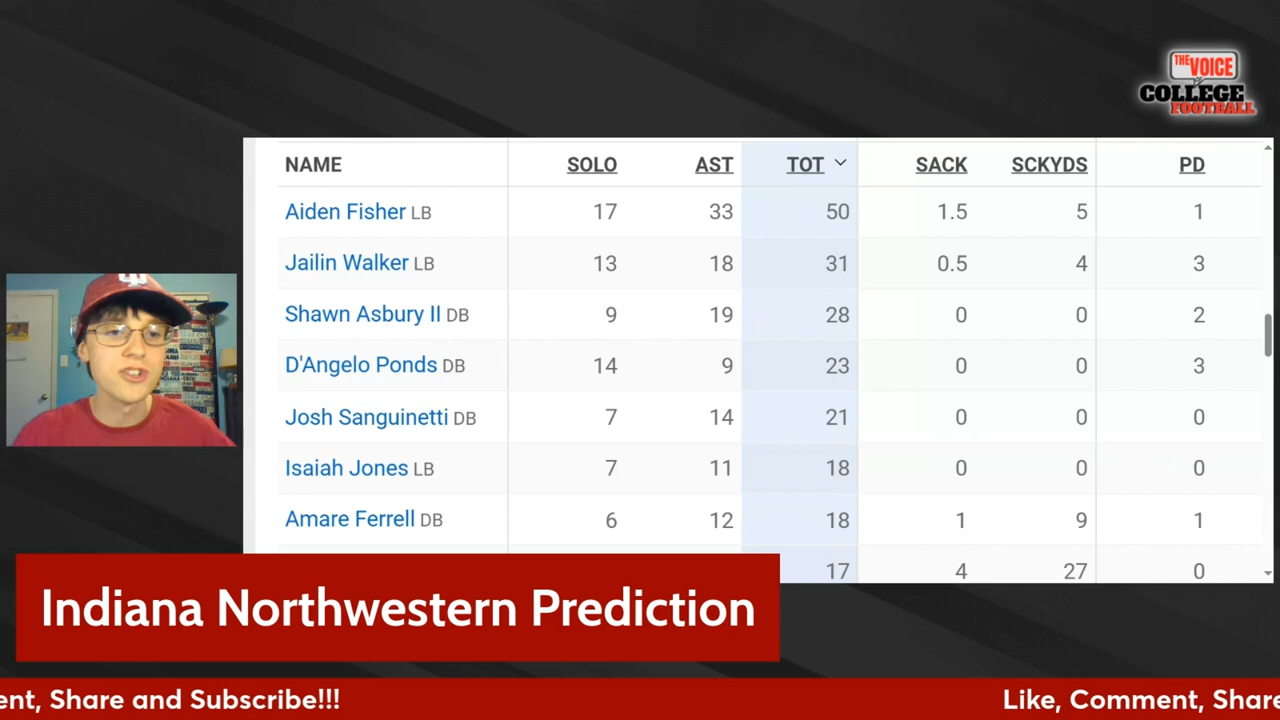 THE VOICE
OF
COLLEGE
FOOTBALL
NAME SOLO AST TOT SACK SCKYDS PD
Aiden Fisher LB 17 33 50 1.5 5 1
Jailin Walker LB 13 18 31 0.5 4 3
Shawn Asbury II DB 9 19 28 0 0 2
D'Angelo Ponds DB 14 9 23 0 0 3
Josh Sanguinetti DB 7 14 21 0 0 0
Isaiah Jones LB 7 11 18 0 0 0
Amare Ferrell DB 6 12 18 1 9 1
17 4 27 0
Indiana Northwestern Prediction
ent, Share and Subscribe!!! Like, Comment, Share